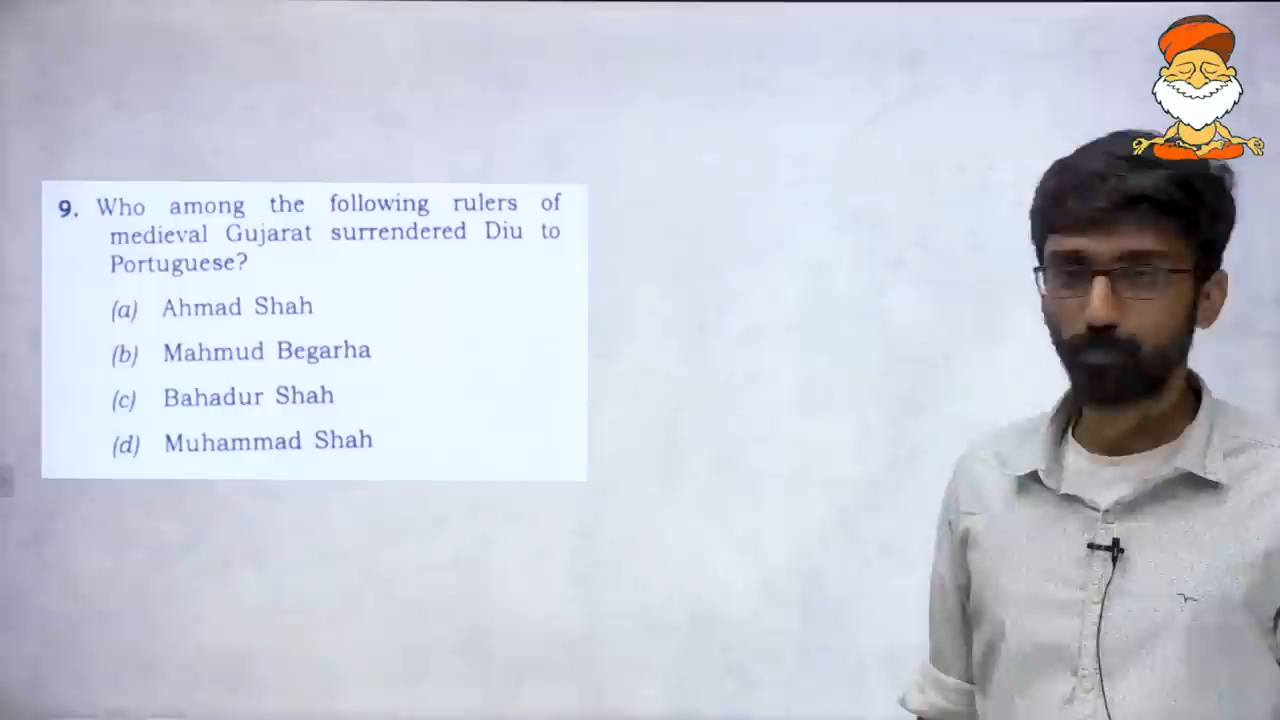 9. Who among the following rulers of
medieval Gujarat surrendered Diu to
Portuguese?
(a) Ahmad Shah
(b) Mahmud Begarha
(c) Bahadur Shah
(d) Muhammad Shah